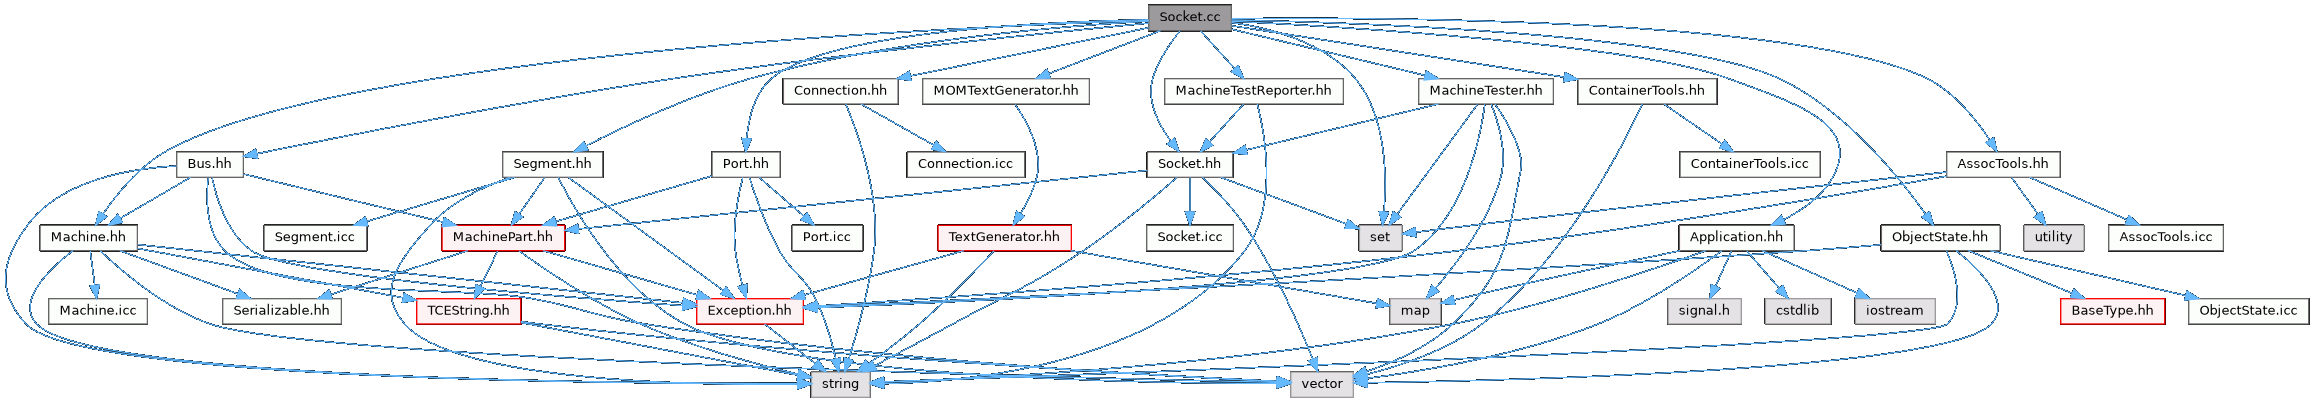 Socket.cc
Connection.hh
MOMTextGenerator.hh
MachineTestReporter.hh
MachineTester.hh
ContainerTools.hh
Bus.hh
Segment.hh
Port.hh
Connection.icc
Socket.hh
ContainerTools.icc
AssocTools.hh
Machine.hh
Segment.icc
MachinePart.hh
Port.icc
TextGenerator.hh
Socket.icc
set
Application.hh
ObjectState.hh
utility
AssocTools.icc
Machine.icc
Serializable.hh
TCEString.hh
Exception.hh
map
signal.h
cstdlib
iostream
BaseType.hh
ObjectState.icc
string
vector